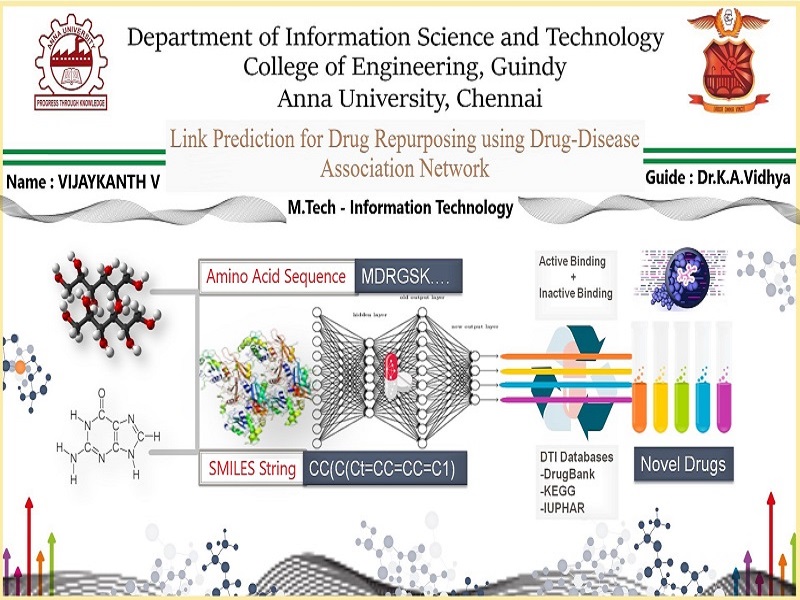 ANNA UNIVERSITY
PROGRESS THROUGH KNOWLEDGE
Department of Information Science and Technology
College of Engineering, Guindy
Anna University, Chennai
Link Prediction for Drug Repurposing using Drug-Disease
Association Network
Name : VIJAYKANTH V
Guide : Dr.K.A.Vidhya
M.Tech - Information Technology
Amino Acid Sequence
MDRGSK....
Active Binding
+
Inactive Binding
old output layer
hidden layer
new output layer
O
H
N
N
C
C
C
C
C
H
H
N
N
N
H
H
SMILES String
CC(C(Ct=CC=CC=C1)
DTI Databases
-DrugBank
-KEGG
-IUPHAR
Novel Drugs